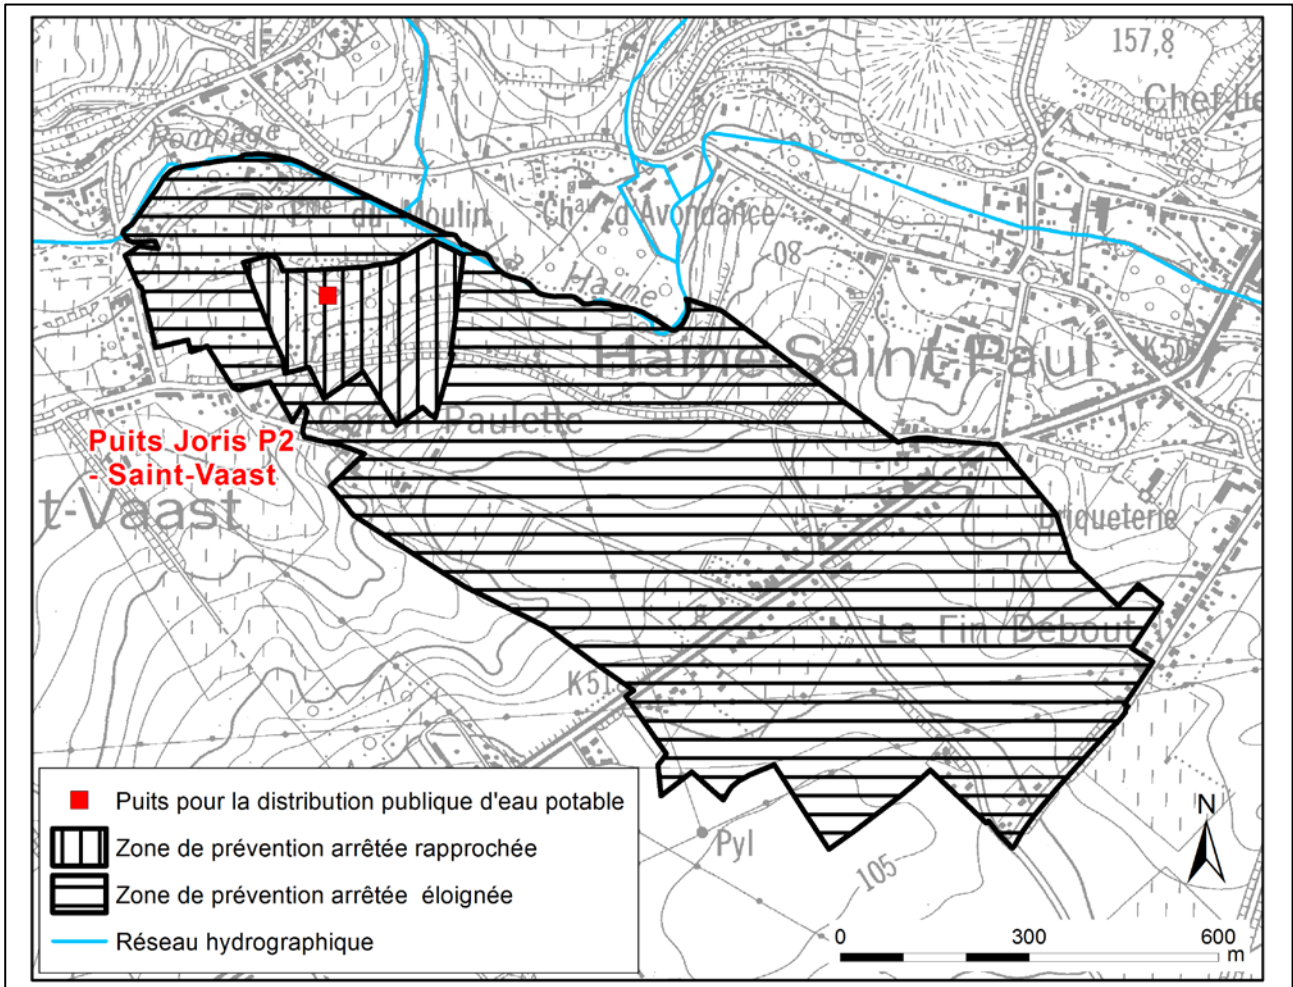 157,8
Chef-lie
Pompage
Fme du Moulin
Chau d'Avondance
08
la Haine
Haine-Saint-Paul
K50
Paulette
Puits Joris P2
- Saint-Vaast
t-Vaast
Briqueterie
Le Fin Debout
K51
Pyl
105
Puits pour la distribution publique d'eau potable
Zone de prévention arrêtée rapprochée
Zone de prévention arrêtée éloignée
Réseau hydrographique
N
0 300 600
m